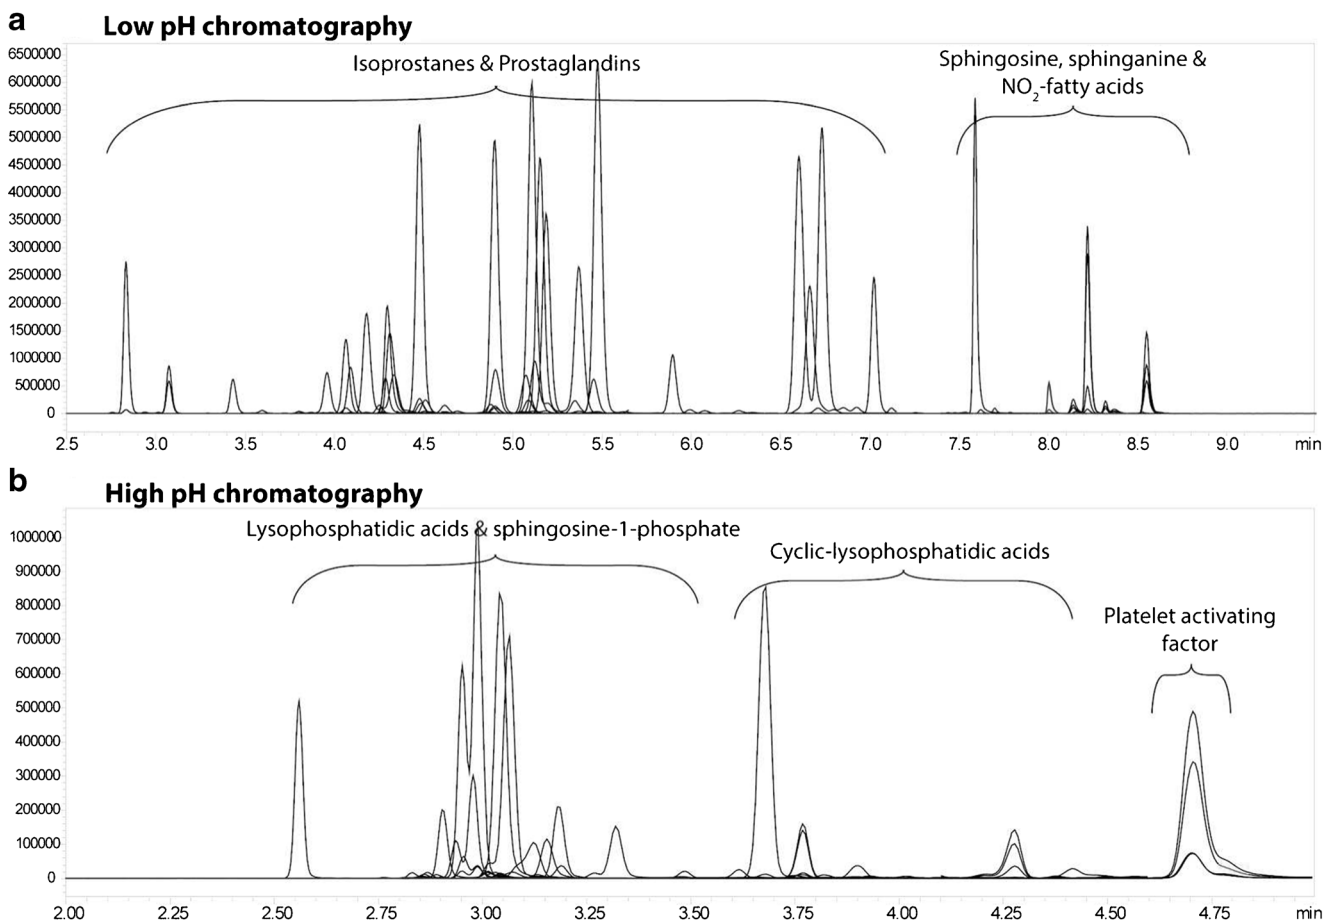 a
Low pH chromatography
Isoprostanes & Prostaglandins
Sphingosine, sphinganine &
NO2-fatty acids
6500000
6000000
5500000
5000000
4500000
4000000
3500000
3000000
2500000
2000000
1500000
1000000
500000
0
2.5 3.0 3.5 4.0 4.5 5.0 5.5 6.0 6.5 7.0 7.5 8.0 8.5 9.0 min
b
High pH chromatography
Lysophosphatidic acids & sphingosine-1-phosphate
Cyclic-lysophosphatidic acids
Platelet activating
factor
1000000
900000
800000
700000
600000
500000
400000
300000
200000
100000
0
2.00 2.25 2.50 2.75 3.00 3.25 3.50 3.75 4.00 4.25 4.50 4.75 min